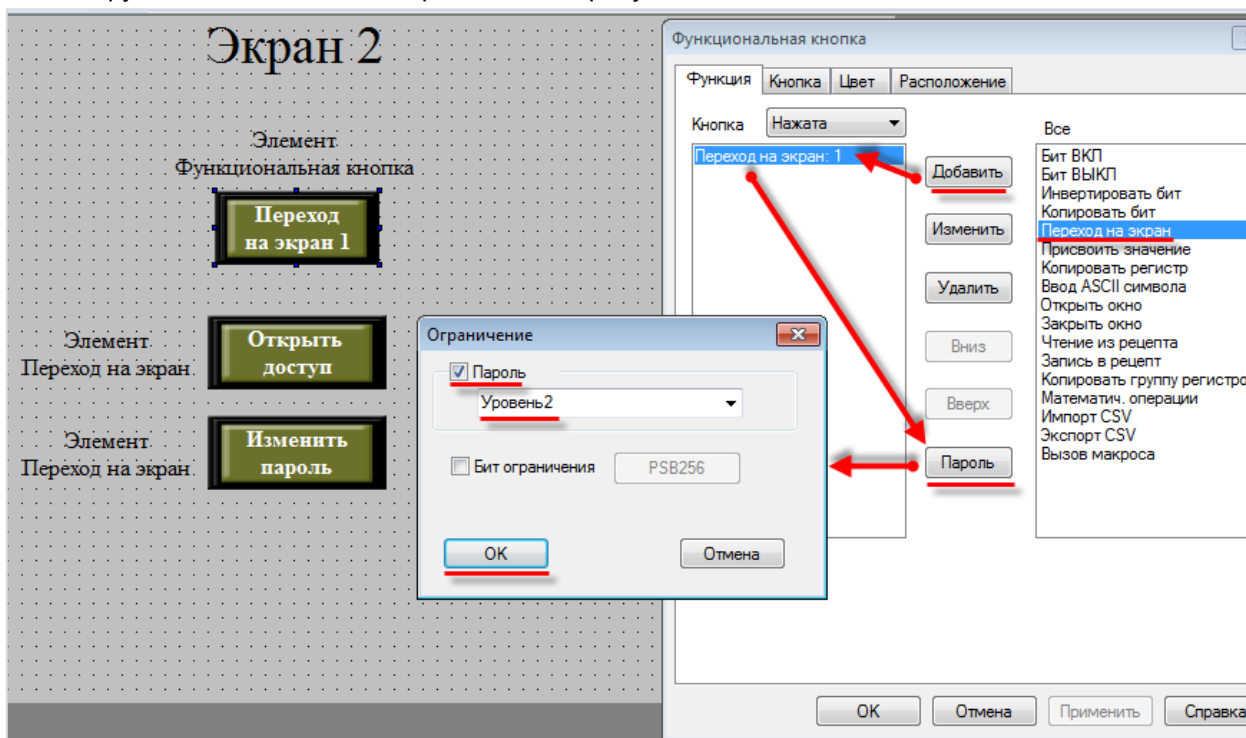 Экран 2
Элемент
Функциональная кнопка
Переход
на экран 1
Элемент
Переход на экран
Открыть
доступ
Элемент
Переход на экран
Изменить
пароль
Ограничение
Пароль
Уровень2
Бит ограничения
PSB256
OK
Отмена
Функциональная кнопка
Функция
Кнопка
Цвет
Расположение
Кнопка
Нажата
Переход на экран: 1
Добавить
Изменить
Удалить
Вниз
Вверх
Пароль
Все
Бит ВКЛ
Бит ВЫКЛ
Инвертировать бит
Копировать бит
Переход на экран
Присвоить значение
Копировать регистр
Ввод ASCII символа
Открыть окно
Закрыть окно
Чтение из рецепта
Запись в рецепт
Копировать группу регистро
Математич. операции
Импорт CSV
Экспорт CSV
Вызов макроса
OK
Отмена
Применить
Справка